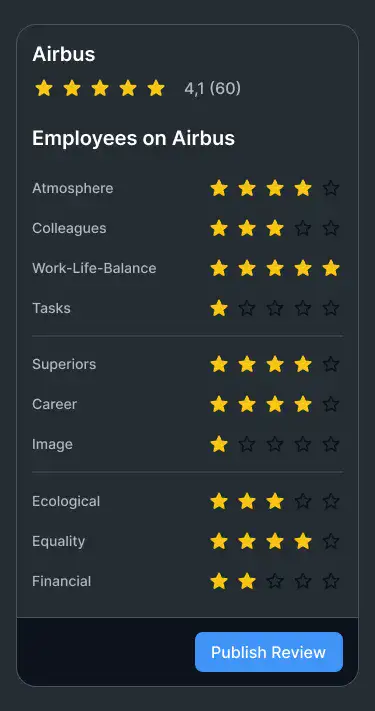 Airbus
4,1 (60)
Employees on Airbus
Atmosphere
Colleagues
Work-Life-Balance
Tasks
Superiors
Career
Image
Ecological
Equality
Financial
Publish Review